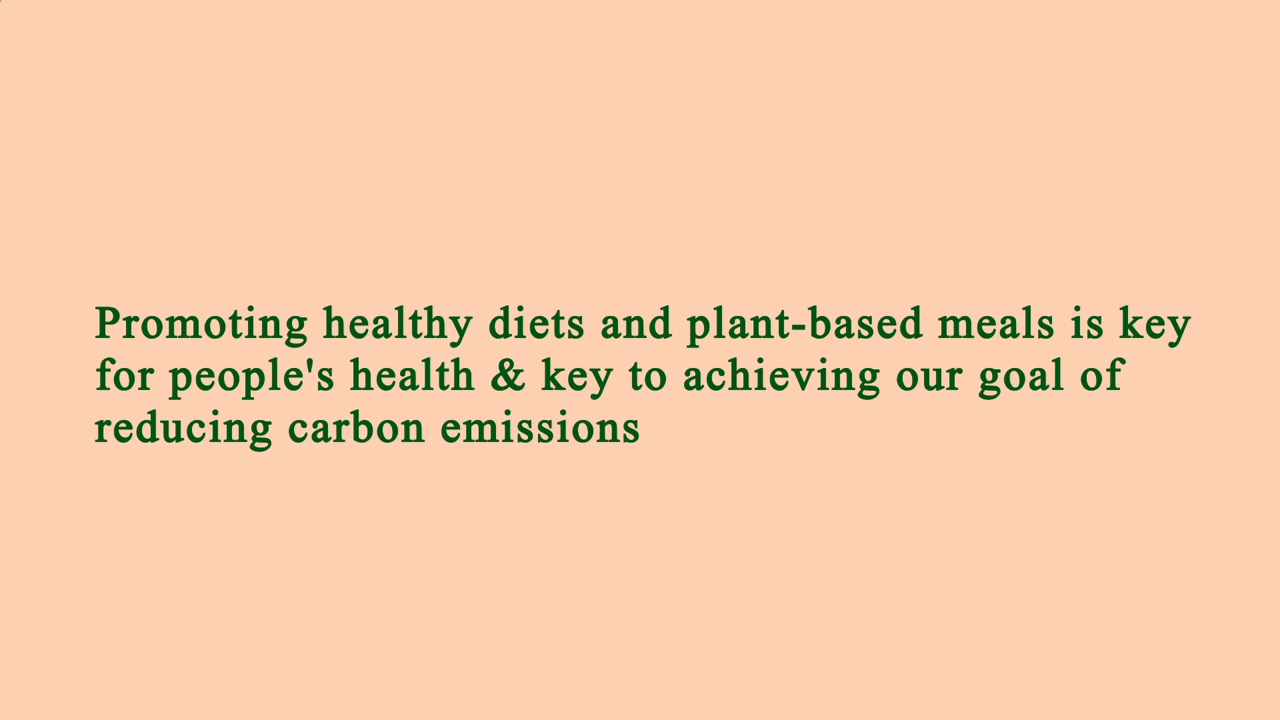 Promoting healthy diets and plant-based meals is key
for people's health & key to achieving our goal of
reducing carbon emissions